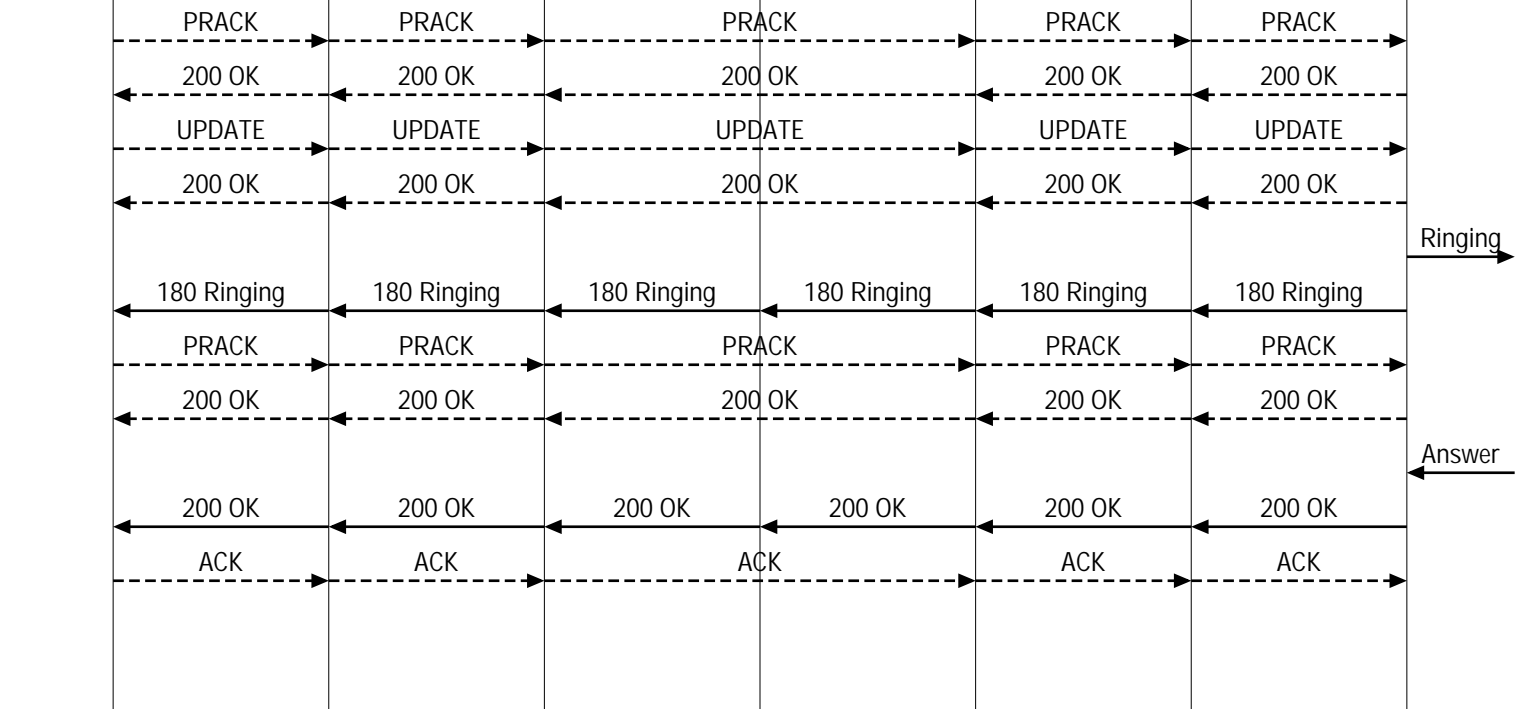 PRACK PRACK PRACK PRACK PRACK
200 OK 200 OK 200 OK 200 OK 200 OK
UPDATE UPDATE UPDATE UPDATE UPDATE
200 OK 200 OK 200 OK 200 OK 200 OK
Ringing
180 Ringing 180 Ringing 180 Ringing 180 Ringing 180 Ringing 180 Ringing
PRACK PRACK PRACK PRACK PRACK
200 OK 200 OK 200 OK 200 OK 200 OK
Answer
200 OK 200 OK 200 OK 200 OK 200 OK 200 OK
ACK ACK ACK ACK ACK